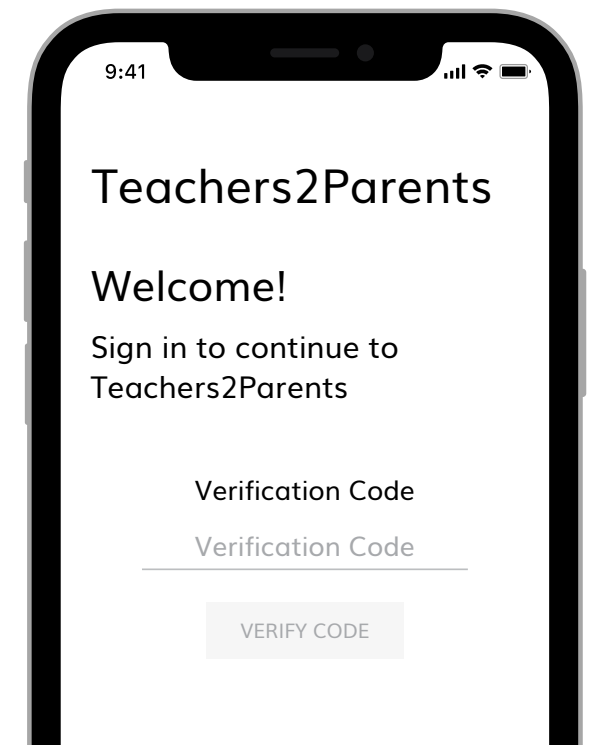 9:41
Teachers2Parents
Welcome!
Sign in to continue to
Teachers2Parents
Verification Code
Verification Code
VERIFY CODE